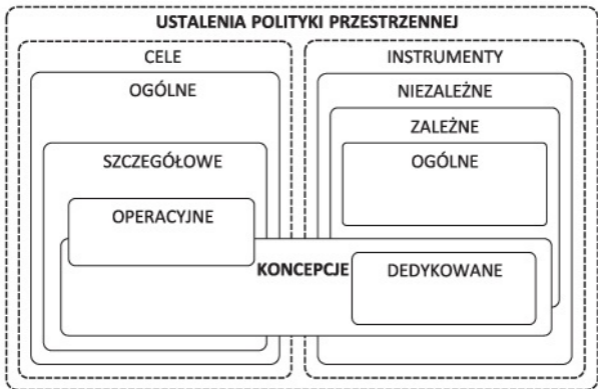 USTALENIA POLITYKI PRZESTRZENNEJ
CELE
OGÓLNE
SZCZEGÓŁOWE
OPERACYJNE
INSTRUMENTY
NIEZALEŻNE
ZALEŻNE
OGÓLNE
KONCEPCJE
DEDYKOWANE